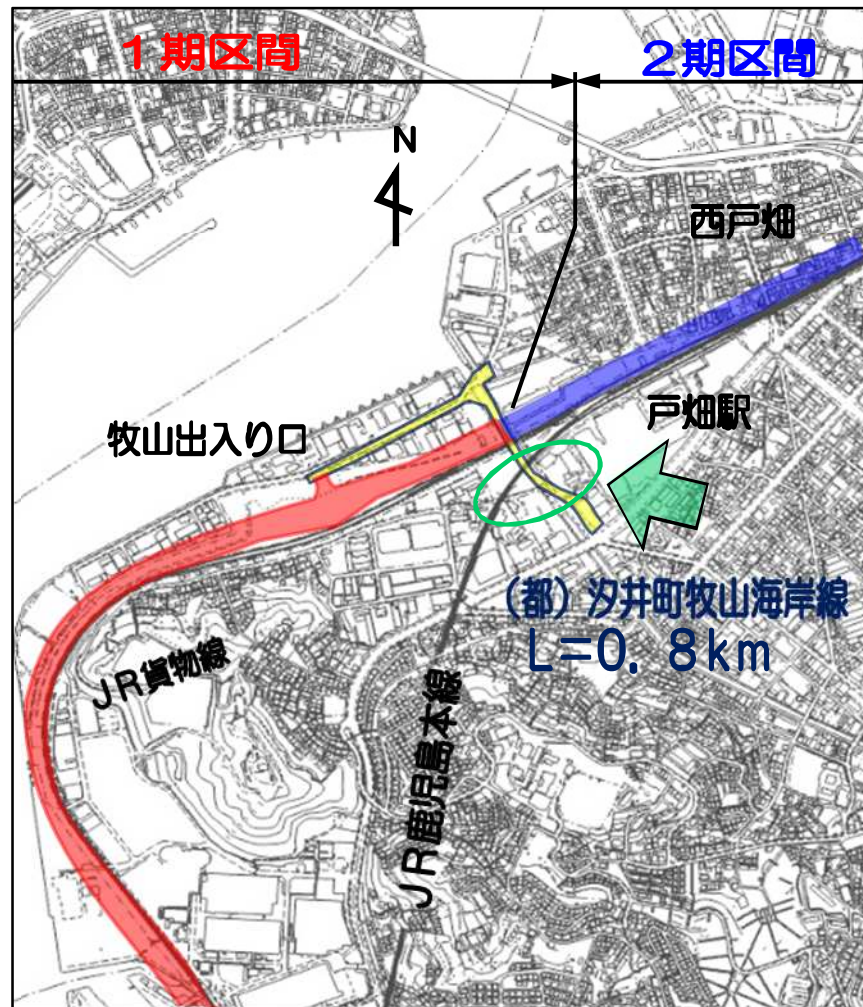 １期区間
２期区間
N
西戸畑
牧山出入り口
戸畑駅
（都）汐井町牧山海岸線
L=0．8km
ＪＲ貨物線
ＪＲ鹿児島本線